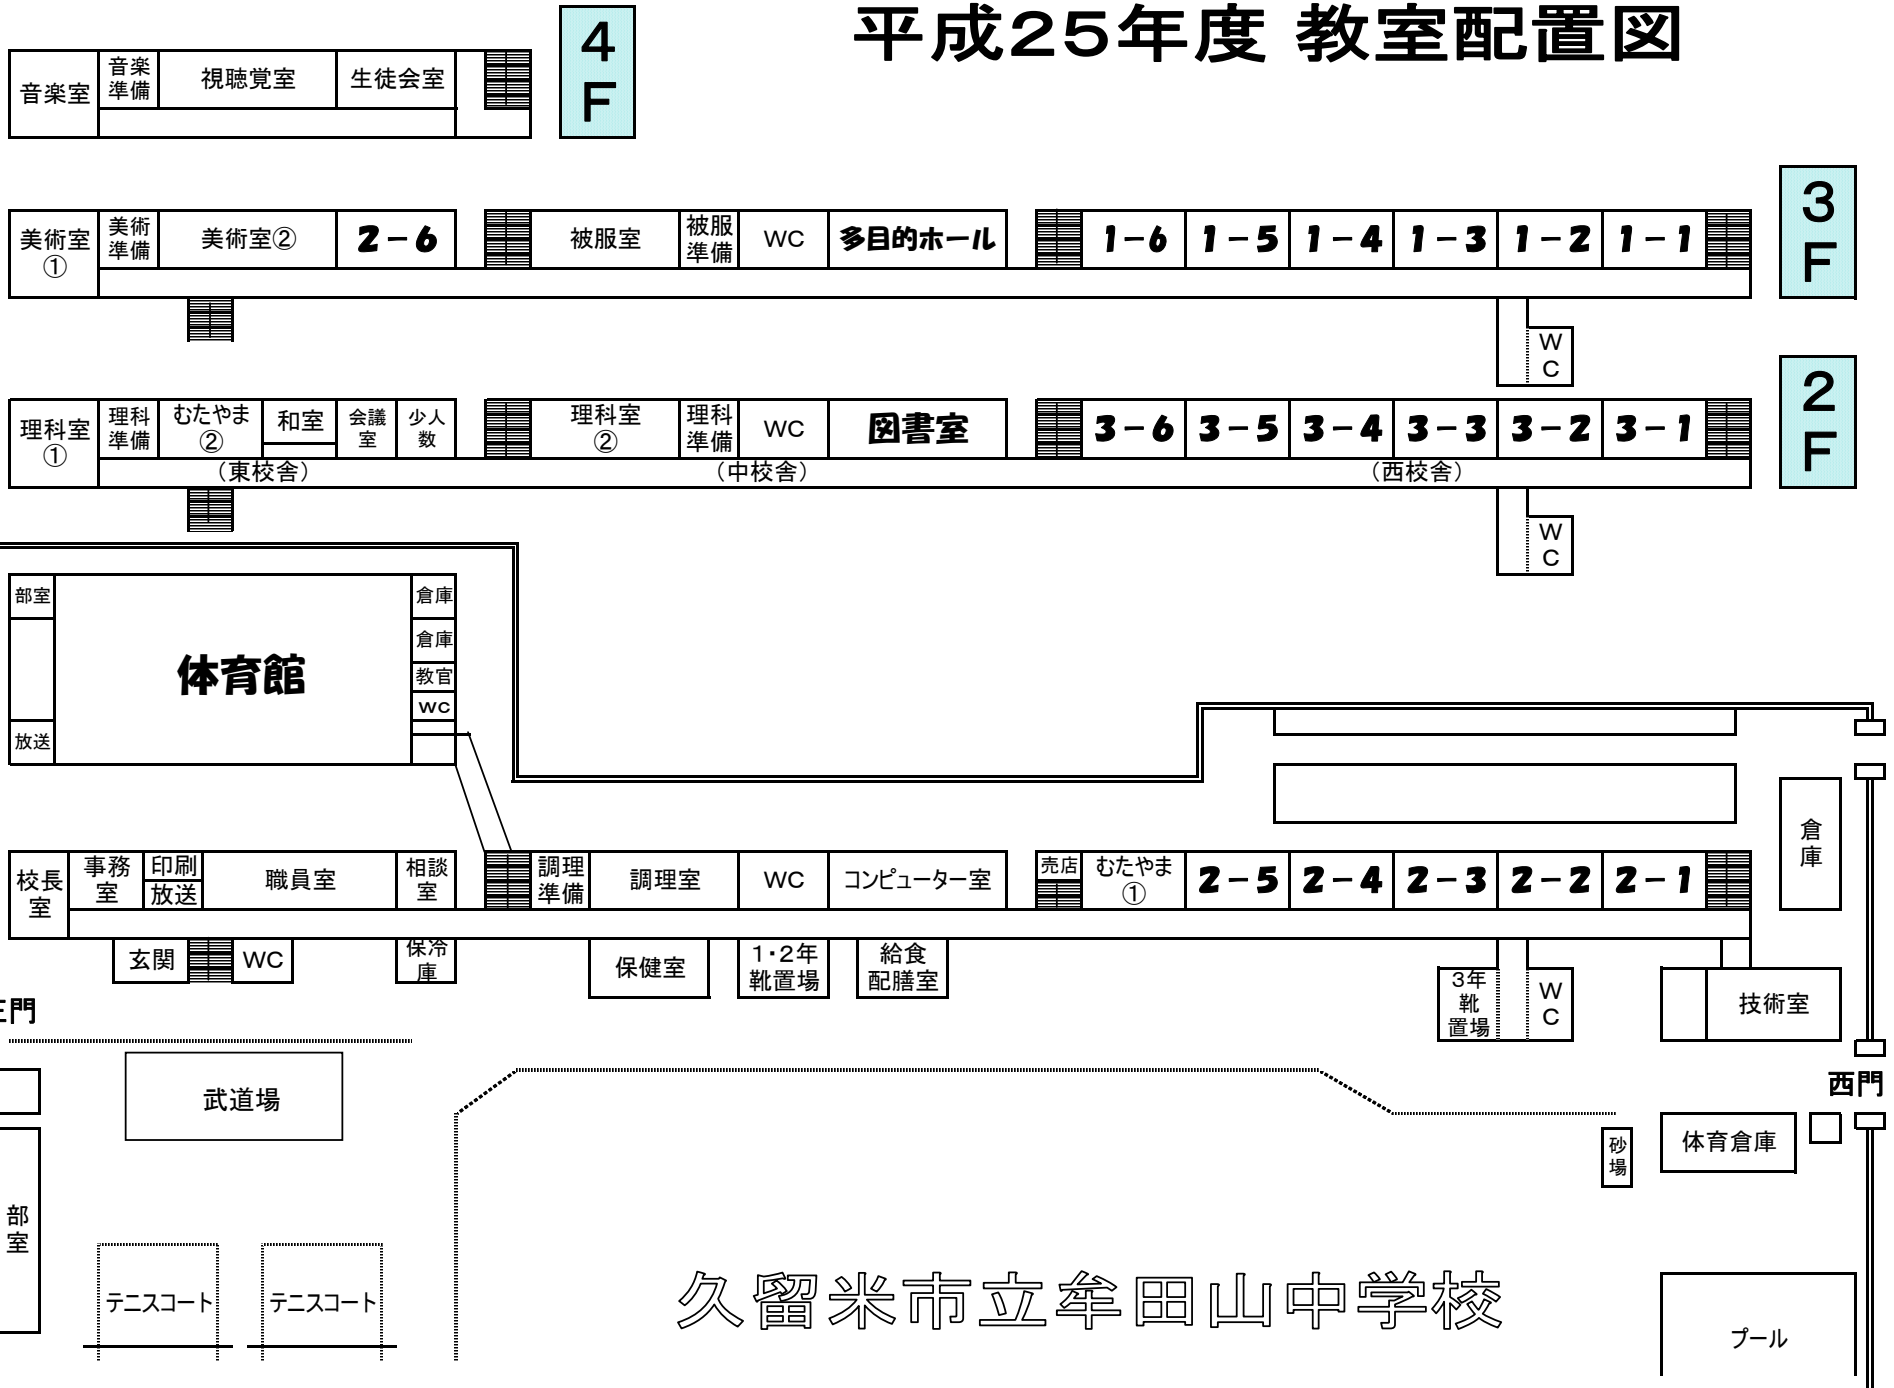 平成25年度 教室配置図
4
F
音楽室
音楽
準備
視聴覚室
生徒会室
3
F
美術室
①
美術
準備
美術室②
2-6
被服室
被服
準備
WC
多目的ホール
1-6
1-5
1-4
1-3
1-2
1-1
W
C
2
F
理科室
①
理科
準備
むたやま
②
和室
会議
室
少人
数
理科室
②
理科
準備
WC
図書室
3-6
3-5
3-4
3-3
3-2
3-1
(東校舎)
(中校舎)
(西校舎)
W
C
部室
体育館
倉庫
倉庫
教官
WC
放送
倉
庫
校長
室
事務
室
印刷
放送
職員室
相談
室
調理
準備
調理室
WC
コンピューター室
売店
むたやま
①
2-5
2-4
2-3
2-2
2-1
玄関
WC
保冷
庫
保健室
1・2年
靴置場
給食
配膳室
3年
靴
置場
W
C
技術室
門
西門
武道場
体育倉庫
砂
場
部
室
テニスコート
テニスコート
久留米市立牟田山中学校
プール